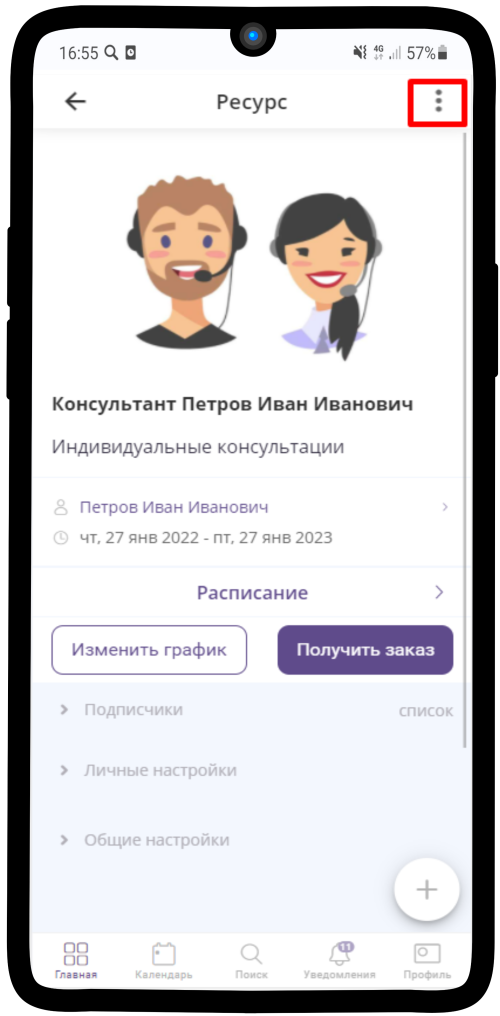 16:55 4G 57%
Ресурс
Консультант Петров Иван Иванович
Индивидуальные консультации
Петров Иван Иванович
чт, 27 янв 2022 - пт, 27 янв 2023
Расписание
Изменить график Получить заказ
Подписчики список
Личные настройки
Общие настройки
11
Главная Календарь Поиск Уведомления Профиль